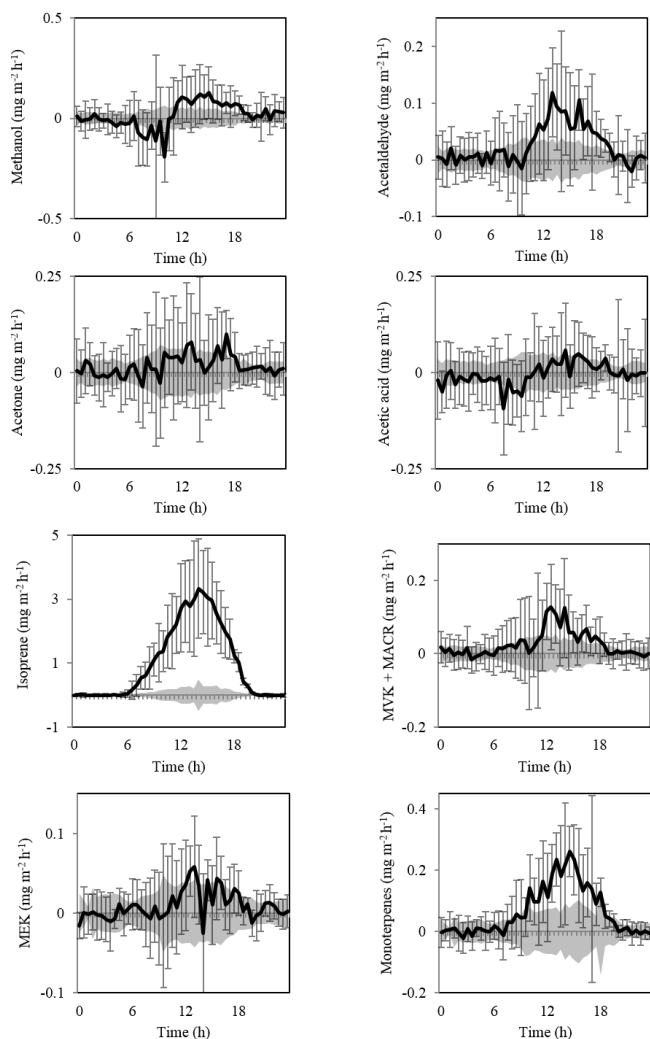 0.5
Methanol (mg m⁻² h⁻¹)
0.0
-0.5
0 6 12 18
Time (h)
0.2
Acetaldehyde (mg m⁻² h⁻¹)
0.1
0
-0.1
0 6 12 18
Time (h)
0.25
Acetone (mg m⁻² h⁻¹)
0
-0.25
0 6 12 18
Time (h)
0.25
Acetic acid (mg m⁻² h⁻¹)
0
-0.25
0 6 12 18
Time (h)
5
Isoprene (mg m⁻² h⁻¹)
3
1
-1
0 6 12 18
Time (h)
0.2
MVK + MACR (mg m⁻² h⁻¹)
0
-0.2
0 6 12 18
Time (h)
0.1
MEK (mg m⁻² h⁻¹)
0
-0.1
0 6 12 18
Time (h)
0.4
Monoterpenes (mg m⁻² h⁻¹)
0.2
0
-0.2
0 6 12 18
Time (h)